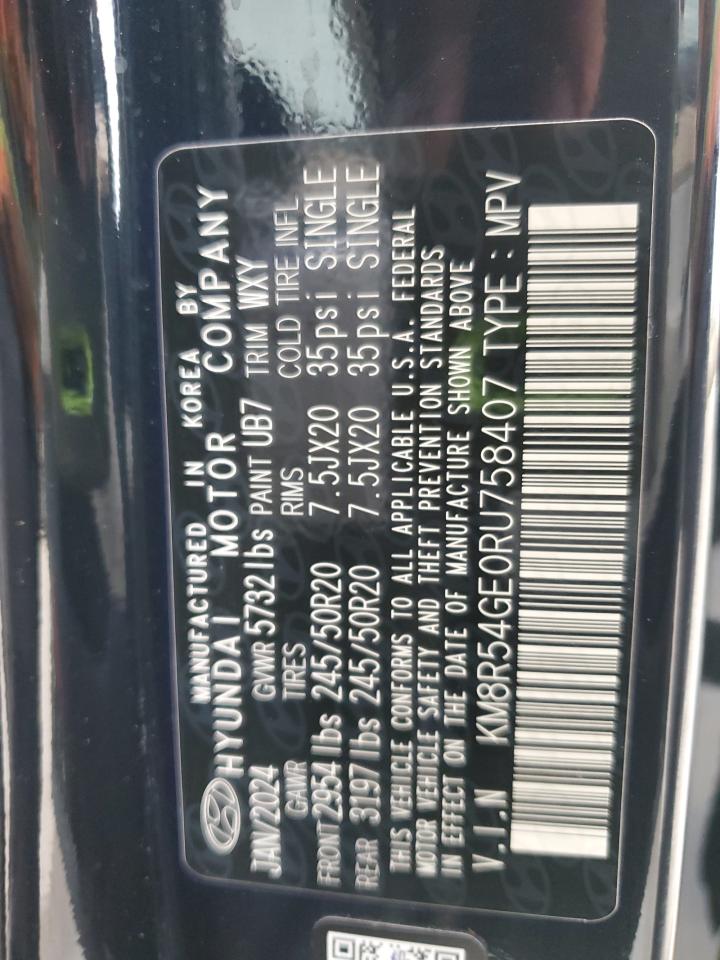 MANUFACTURED IN KOREA BY
HYUNDAI MOTOR COMPANY
JAN/2024 GVWR 5732 lbs PAINT UB7 TRIM WXY
GAWR TIRES RIMS COLD TIRE INFL
FRONT 2954 lbs 245/50R20 7.5JX20 35psi SINGLE
REAR 3197 lbs 245/50R20 7.5JX20 35psi SINGLE
THIS VEHICLE CONFORMS TO ALL APPLICABLE U.S.A. FEDERAL
MOTOR VEHICLE SAFETY AND THEFT PREVENTION STANDARDS
IN EFFECT ON THE DATE OF MANUFACTURE SHOWN ABOVE
V.I.N KM8R54GE0RU758407 TYPE : MPV